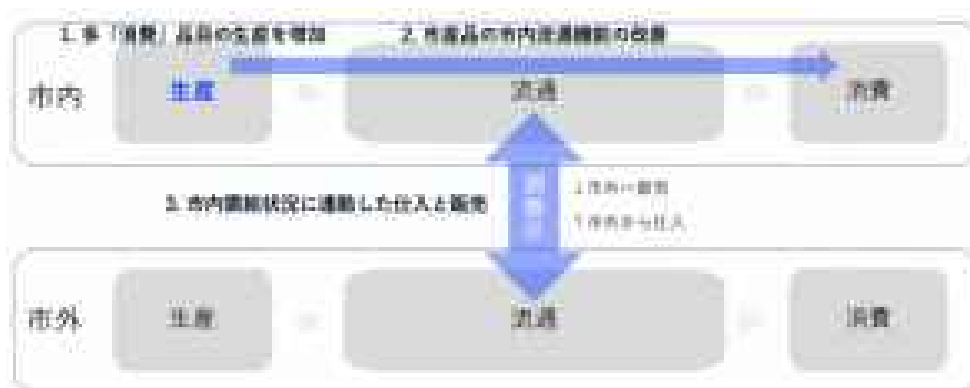 1. 多「消費」品目の生産を増加
2. 市産品の市内流通機能の改善
市内
生産
流通
消費
3. 市内需給状況に連動した仕入と販売
↓市外へ販売
↑市外から仕入
市外
生産
流通
消費